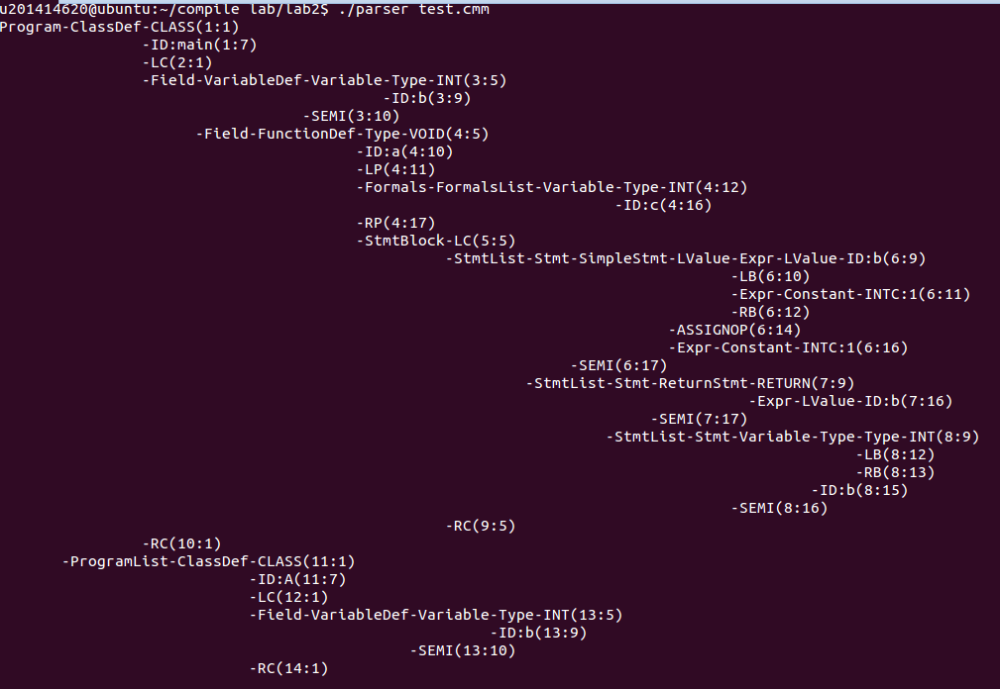 u201414620@ubuntu:~/compile lab/lab2$ ./parser test.cmm
Program-ClassDef-CLASS(1:1)
-ID:main(1:7)
-LC(2:1)
-Field-VariableDef-Variable-Type-INT(3:5)
-ID:b(3:9)
-SEMI(3:10)
-Field-FunctionDef-Type-VOID(4:5)
-ID:a(4:10)
-LP(4:11)
-Formals-FormalsList-Variable-Type-INT(4:12)
-ID:c(4:16)
-RP(4:17)
-StmtBlock-LC(5:5)
-StmtList-Stmt-SimpleStmt-LValue-Expr-LValue-ID:b(6:9)
-LB(6:10)
-Expr-Constant-INTC:1(6:11)
-RB(6:12)
-ASSIGNOP(6:14)
-Expr-Constant-INTC:1(6:16)
-SEMI(6:17)
-StmtList-Stmt-ReturnStmt-RETURN(7:9)
-Expr-LValue-ID:b(7:16)
-SEMI(7:17)
-StmtList-Stmt-Variable-Type-Type-INT(8:9)
-LB(8:12)
-RB(8:13)
-ID:b(8:15)
-SEMI(8:16)
-RC(9:5)
-RC(10:1)
-ProgramList-ClassDef-CLASS(11:1)
-ID:A(11:7)
-LC(12:1)
-Field-VariableDef-Variable-Type-INT(13:5)
-ID:b(13:9)
-SEMI(13:10)
-RC(14:1)